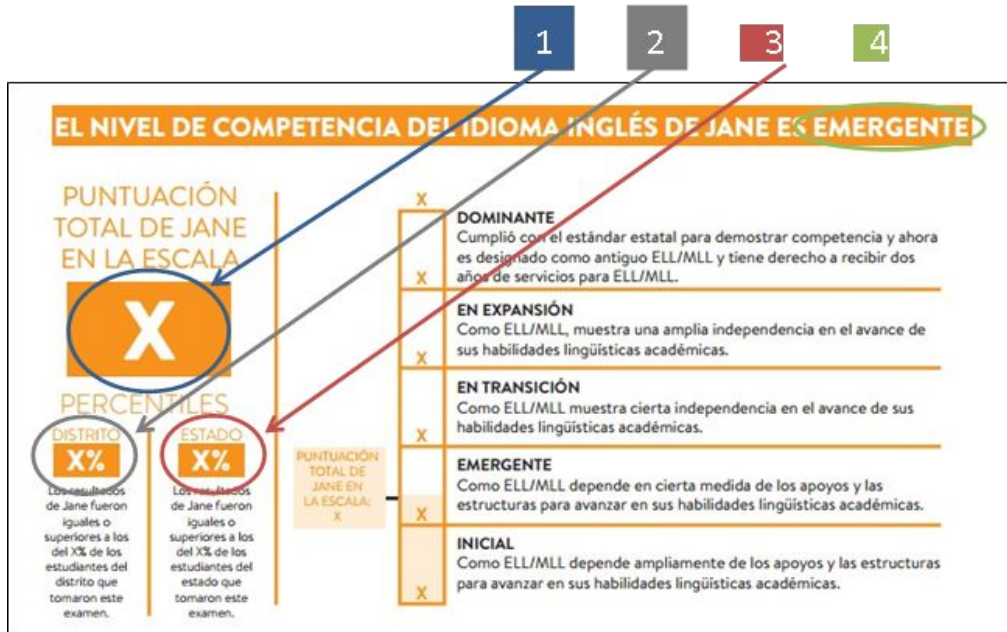 1 2 3 4
EL NIVEL DE COMPETENCIA DEL IDIOMA INGLÉS DE JANE ES EMERGENTE
PUNTUACIÓN
TOTAL DE JANE
EN LA ESCALA
X
PERCENTILES
DISTRITO
X%
Los resultados
de Jane fueron
iguales o
superiores a los
del X% de los
estudiantes del
distrito que
tomaron este
examen.
ESTADO
X%
Los resultados
de Jane fueron
iguales o
superiores a los
del X% de los
estudiantes del
estado que
tomaron este
examen.
PUNTUACIÓN
TOTAL DE
JANE EN
LA ESCALA:
X
X
DOMINANTE
Cumplió con el estándar estatal para demostrar competencia y ahora
es designado como antiguo ELL/MLL y tiene derecho a recibir dos
años de servicios para ELL/MLL.
X
EN EXPANSIÓN
Como ELL/MLL, muestra una amplia independencia en el avance de
sus habilidades lingüísticas académicas.
X
EN TRANSICIÓN
Como ELL/MLL muestra cierta independencia en el avance de sus
habilidades lingüísticas académicas.
X
EMERGENTE
Como ELL/MLL depende en cierta medida de los apoyos y las
estructuras para avanzar en sus habilidades lingüísticas académicas.
X
INICIAL
Como ELL/MLL depende ampliamente de los apoyos y las estructuras
para avanzar en sus habilidades lingüísticas académicas.
X